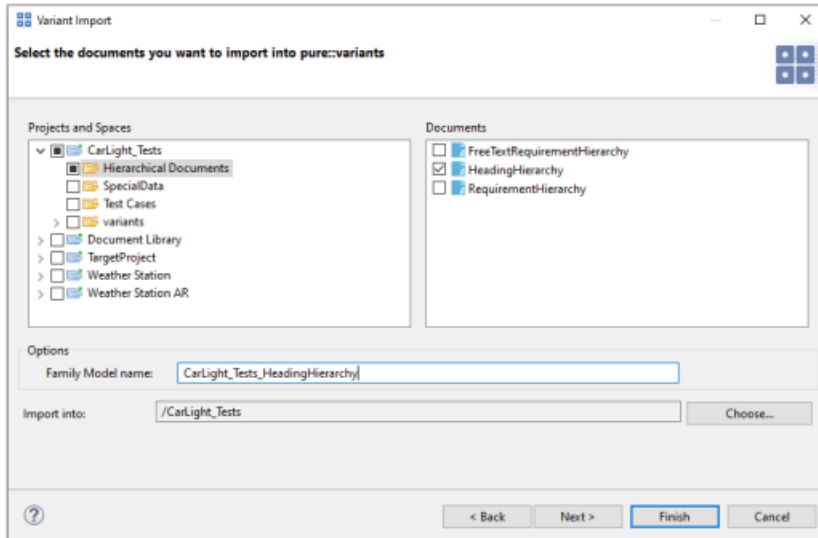 Variant Import
Select the documents you want to import into pure::variants
Projects and Spaces
CarLight_Tests
Hierarchical Documents
SpecialData
Test Cases
variants
Document Library
TargetProject
Weather Station
Weather Station AR
Documents
FreeTextRequirementHierarchy
HeadingHierarchy
RequirementHierarchy
Options
Family Model name: CarLight_Tests_HeadingHierarchy
Import into: /CarLight_Tests Choose...
? < Back Next > Finish Cancel